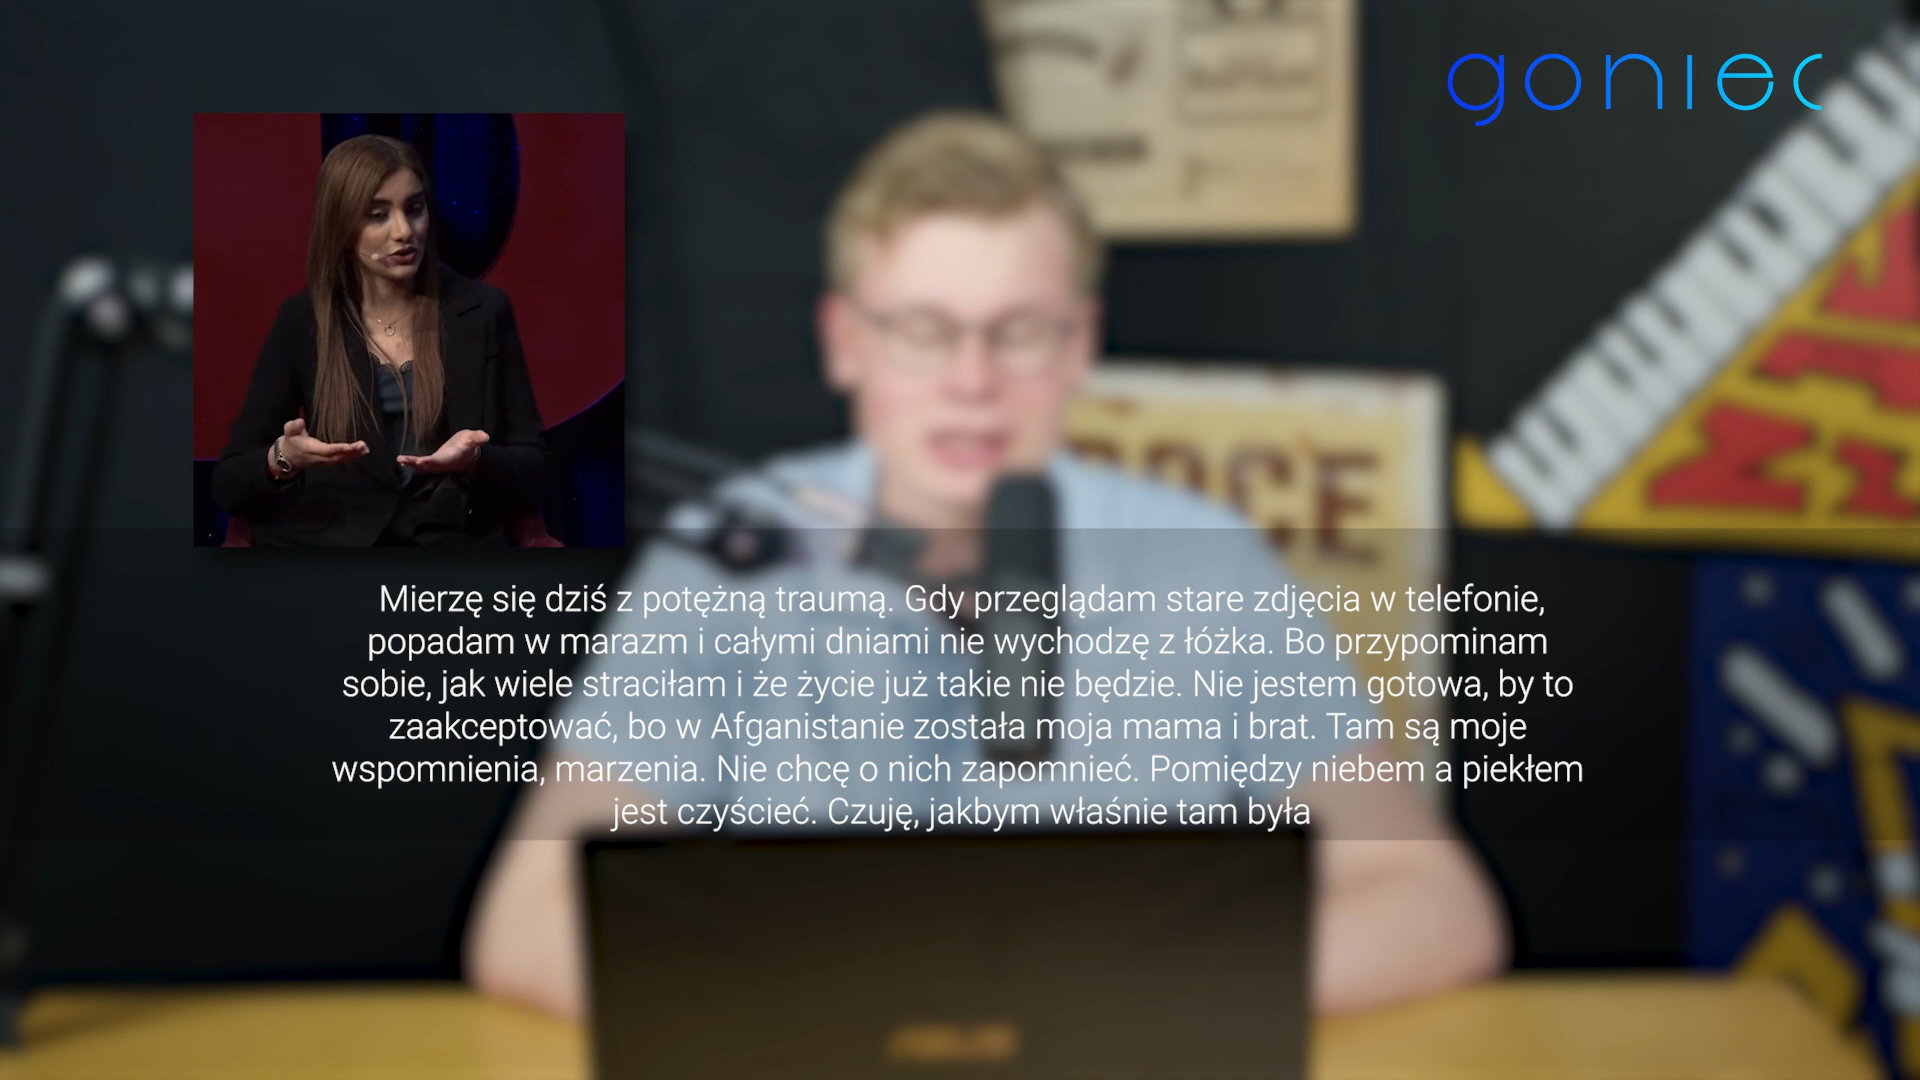 goniec
OCE
Mierzę się dziś z potężną traumą. Gdy przeglądam stare zdjęcia w telefonie,
popadam w marazm i całymi dniami nie wychodzę z łóżka. Bo przypominam
sobie, jak wiele straciłam i że życie już takie nie będzie. Nie jestem gotowa, by to
zaakceptować, bo w Afganistanie została moja mama i brat. Tam są moje
wspomnienia, marzenia. Nie chcę o nich zapomnieć. Pomiędzy niebem a piekłem
jest czyścieć. Czuję, jakbym właśnie tam była